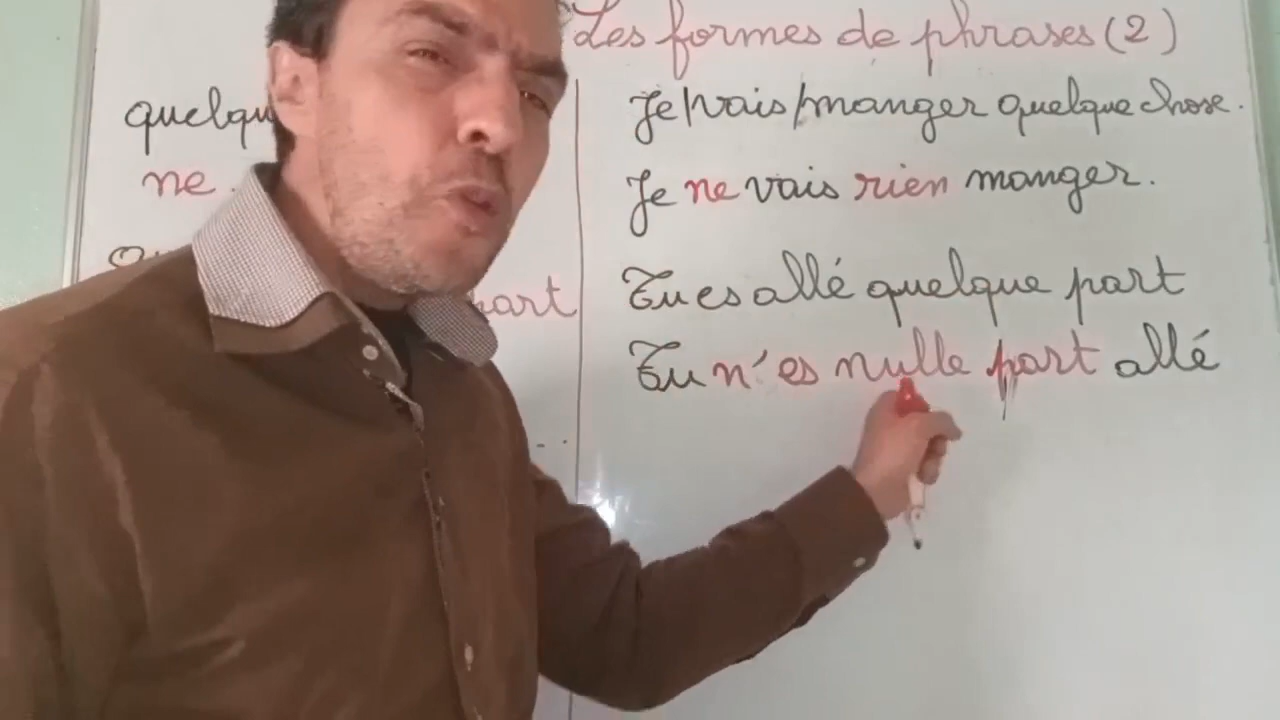 Les formes de phrases (2)
quelqu
ne
part
Je/vais/manger quelque chose.
Je ne vais rien manger.
Tu es allé quelque part
Tu n'es nulle part allé